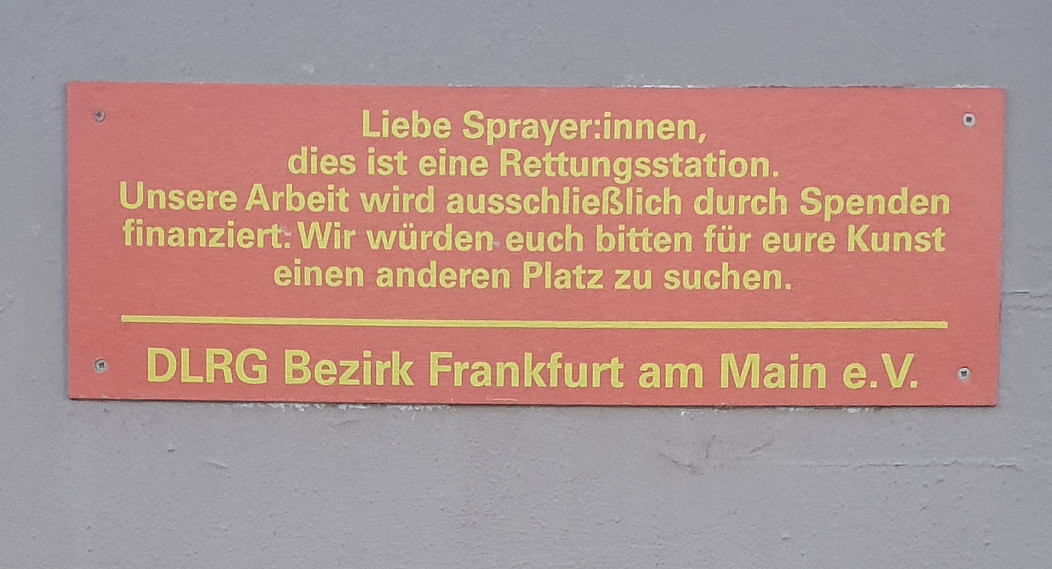 Liebe Sprayer:innen,
dies ist eine Rettungsstation.
Unsere Arbeit wird ausschließlich durch Spenden
finanziert. Wir würden euch bitten für eure Kunst
einen anderen Platz zu suchen.
DLRG Bezirk Frankfurt am Main e.V.